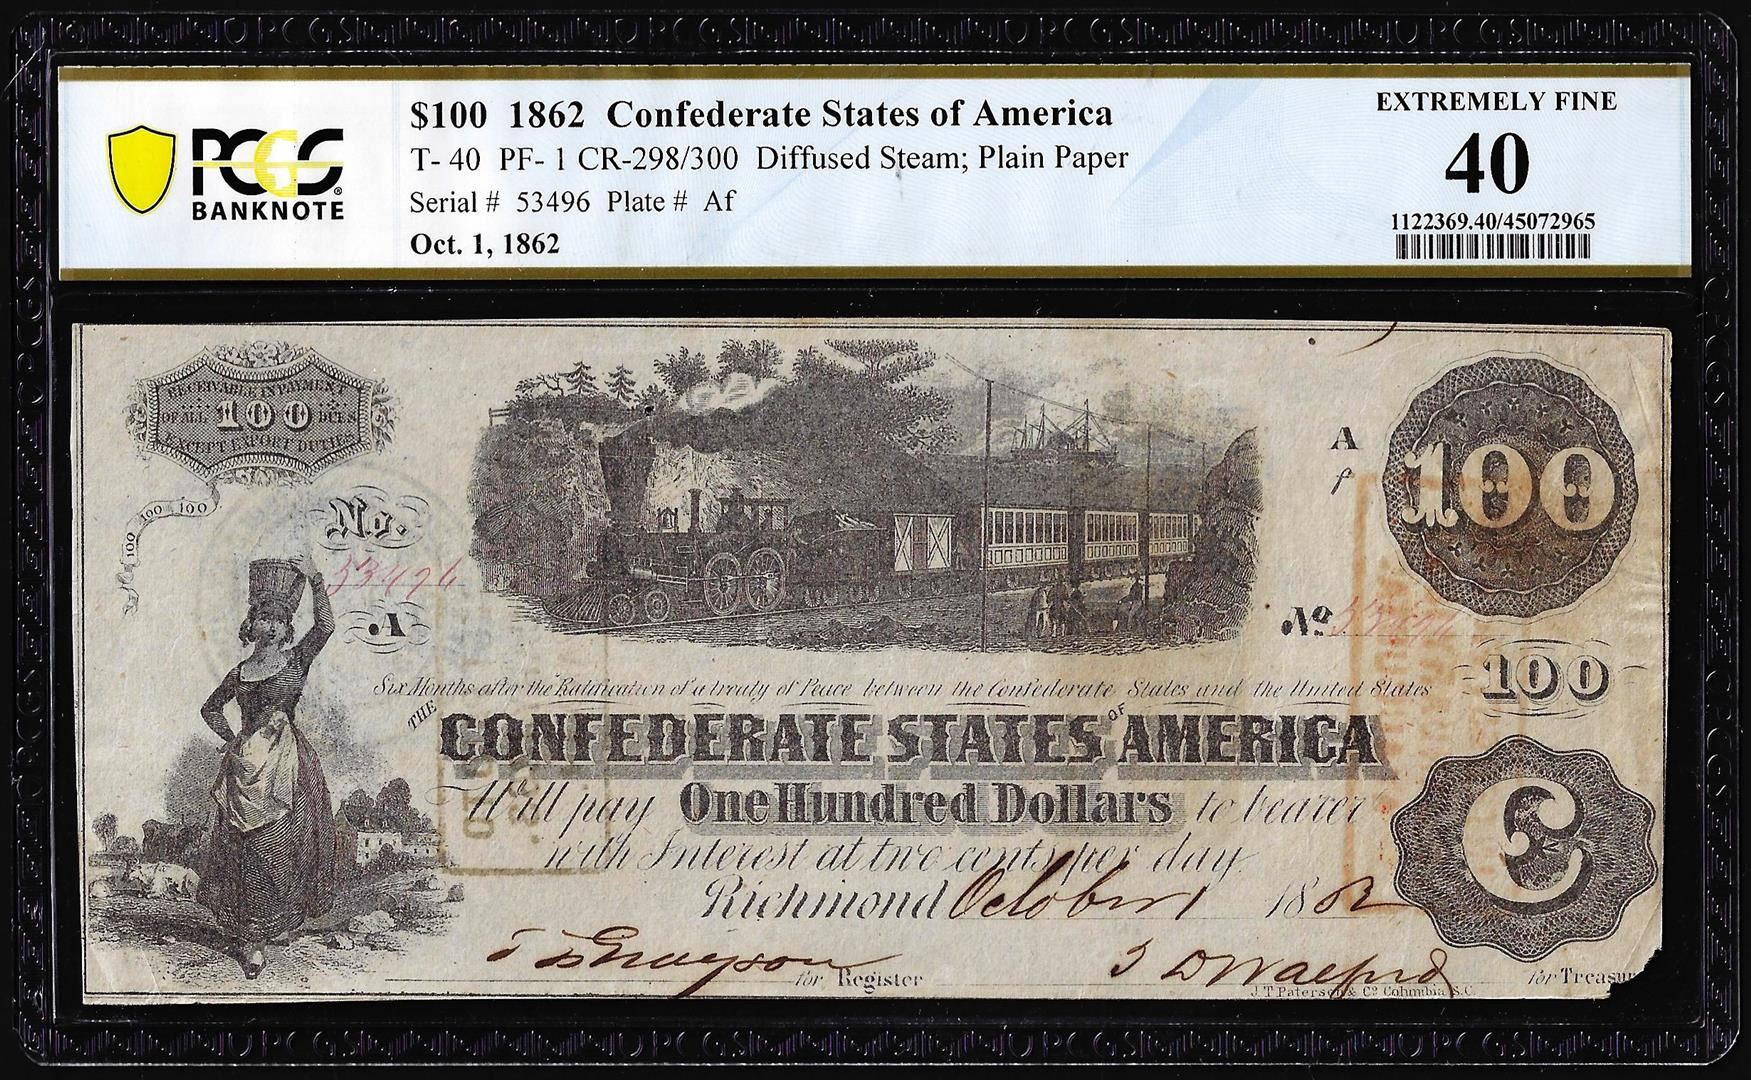 PCGS
BANKNOTE
$100 1862 Confederate States of America
T- 40 PF- 1 CR-298/300 Diffused Steam; Plain Paper
Serial # 53496 Plate # Af
Oct. 1, 1862
EXTREMELY FINE
40
1122369.40/45072965
RECEIVABLE IN PAYMENT
OF ALL 100 DUES
EXCEPT EXPORT DUTIES
100 100 100
No.
53496
A
A
f
100
No 53496
100
Six Months after the Ratification of a treaty of Peace between the Confederate States and the United States
THE CONFEDERATE STATES OF AMERICA
Will pay One Hundred Dollars to bearer
with Interest at two cents per day.
Richmond October 1 1862
C
for Register
for Treasur
J.T Paterson & Co Columbia S.C.